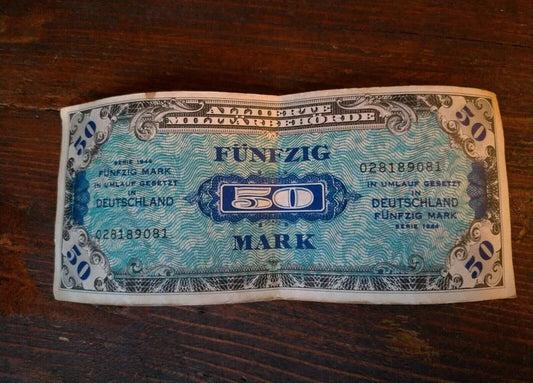 ALLIIERTE
MILITÄRBEHÖRDE
50
50
SERIE 1944
FÜNFZIG MARK
IN UMLAUF GESETZT
IN
DEUTSCHLAND
028189081
FÜNFZIG
50
MARK
028189081
IN UMLAUF GESETZT
IN
DEUTSCHLAND
FÜNFZIG MARK
SERIE 1944
50
50